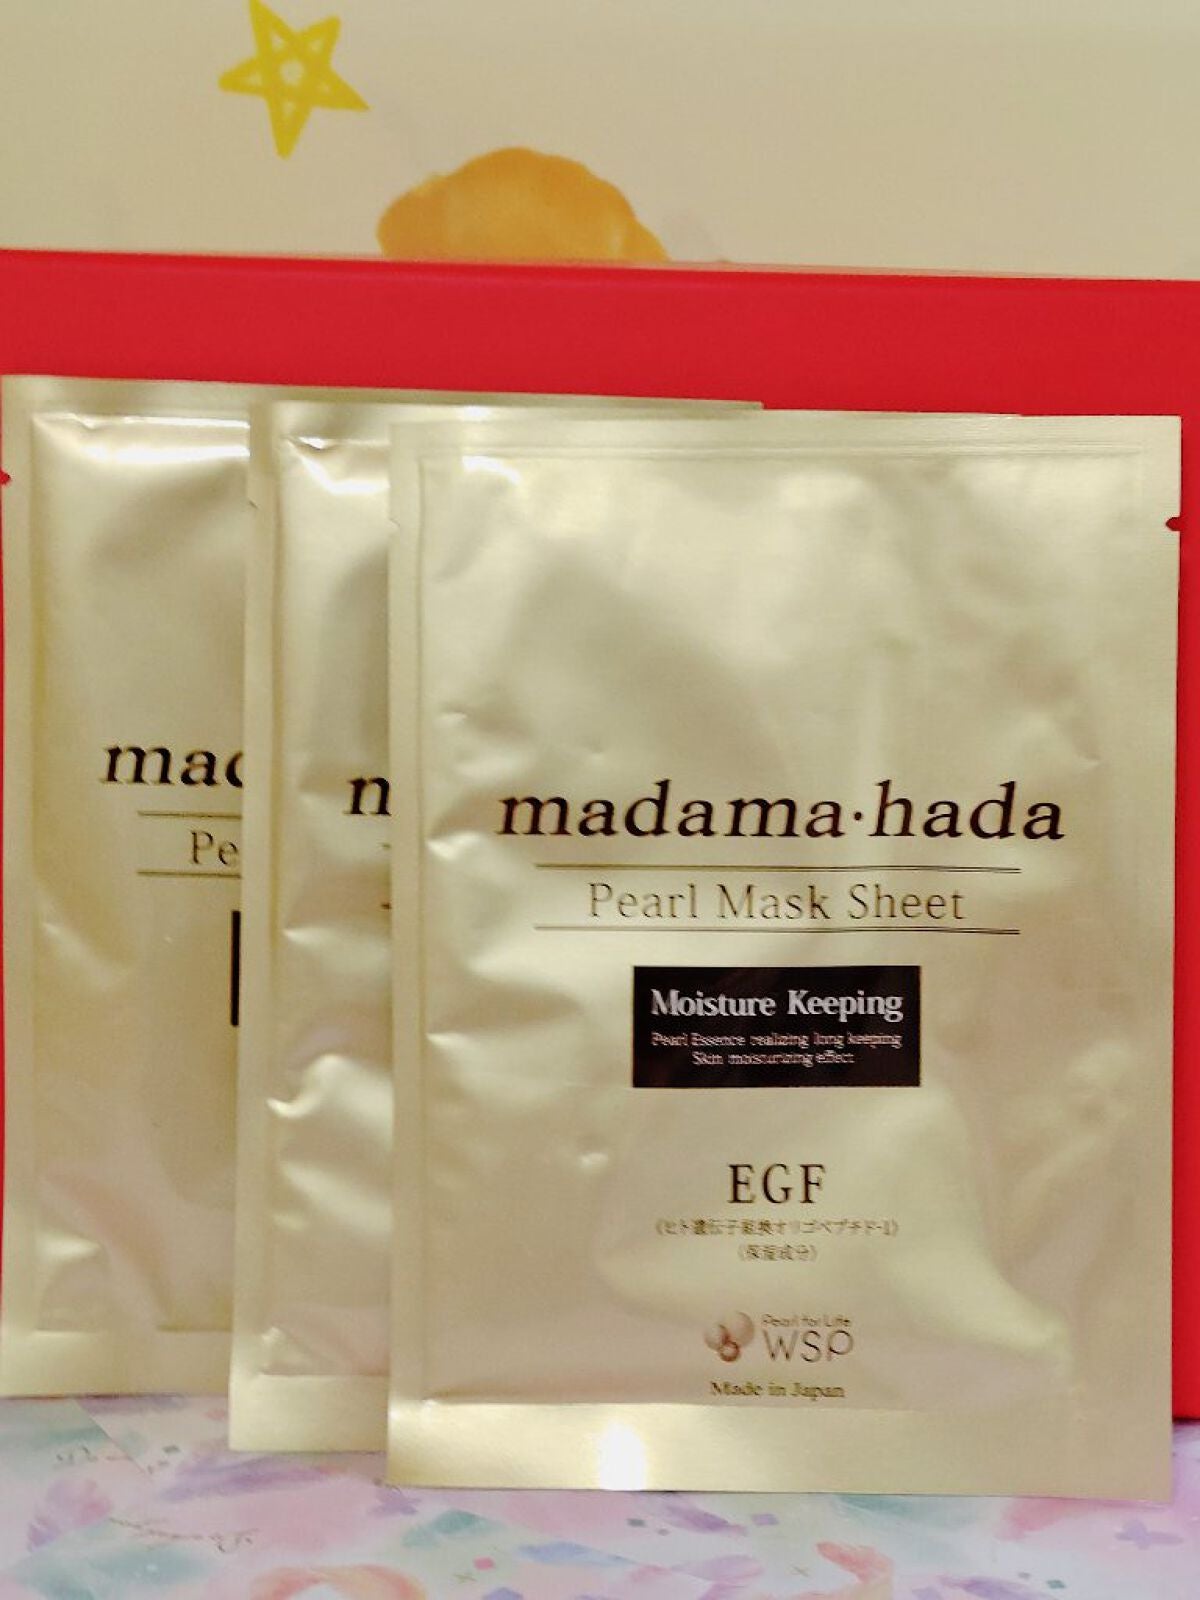 mad
Pe
m
madama·hada
Pearl Mask Sheet
Moisture Keeping
Pearl Essence realizing long keeping
Skin moisturizing effect
EGF
(ヒト遺伝子組換オリゴペプチド-1)
(保湿成分)
Pearl for Life
WSP
Made in Japan